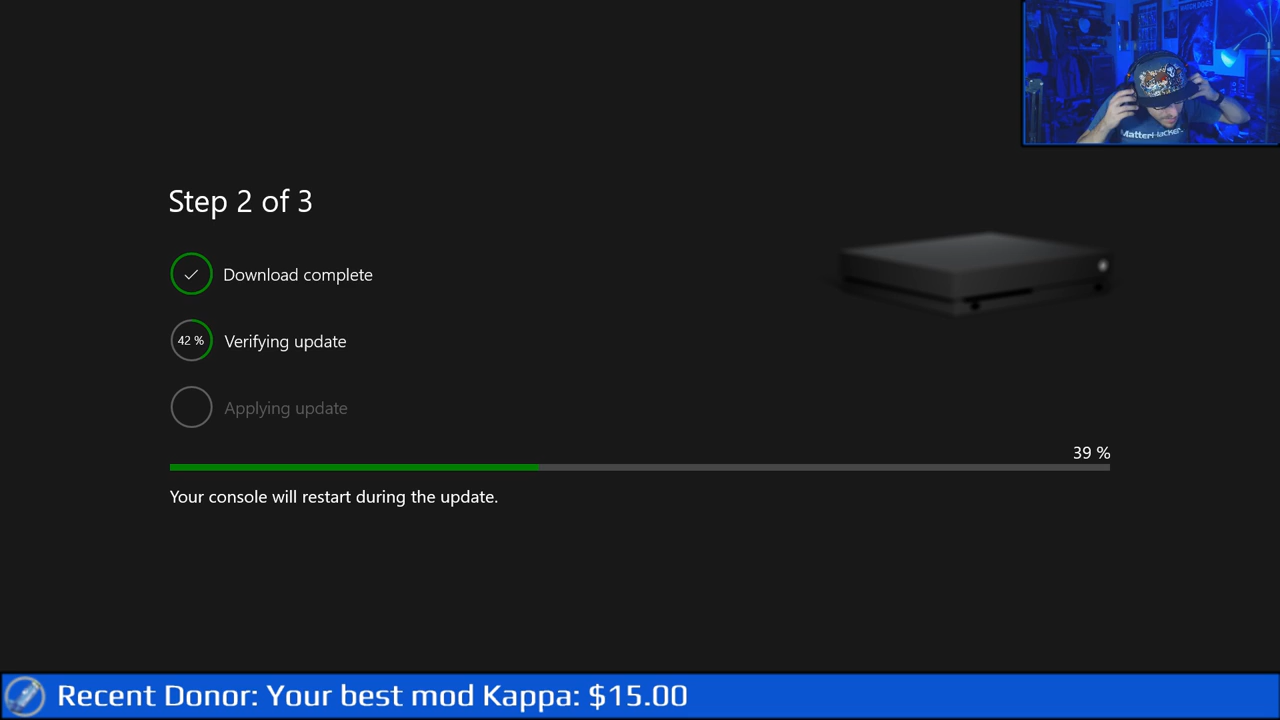 MatterHacker
Step 2 of 3
Download complete
42 %
Verifying update
Applying update
39 %
Your console will restart during the update.
Recent Donor: Your best mod Kappa: $15.00